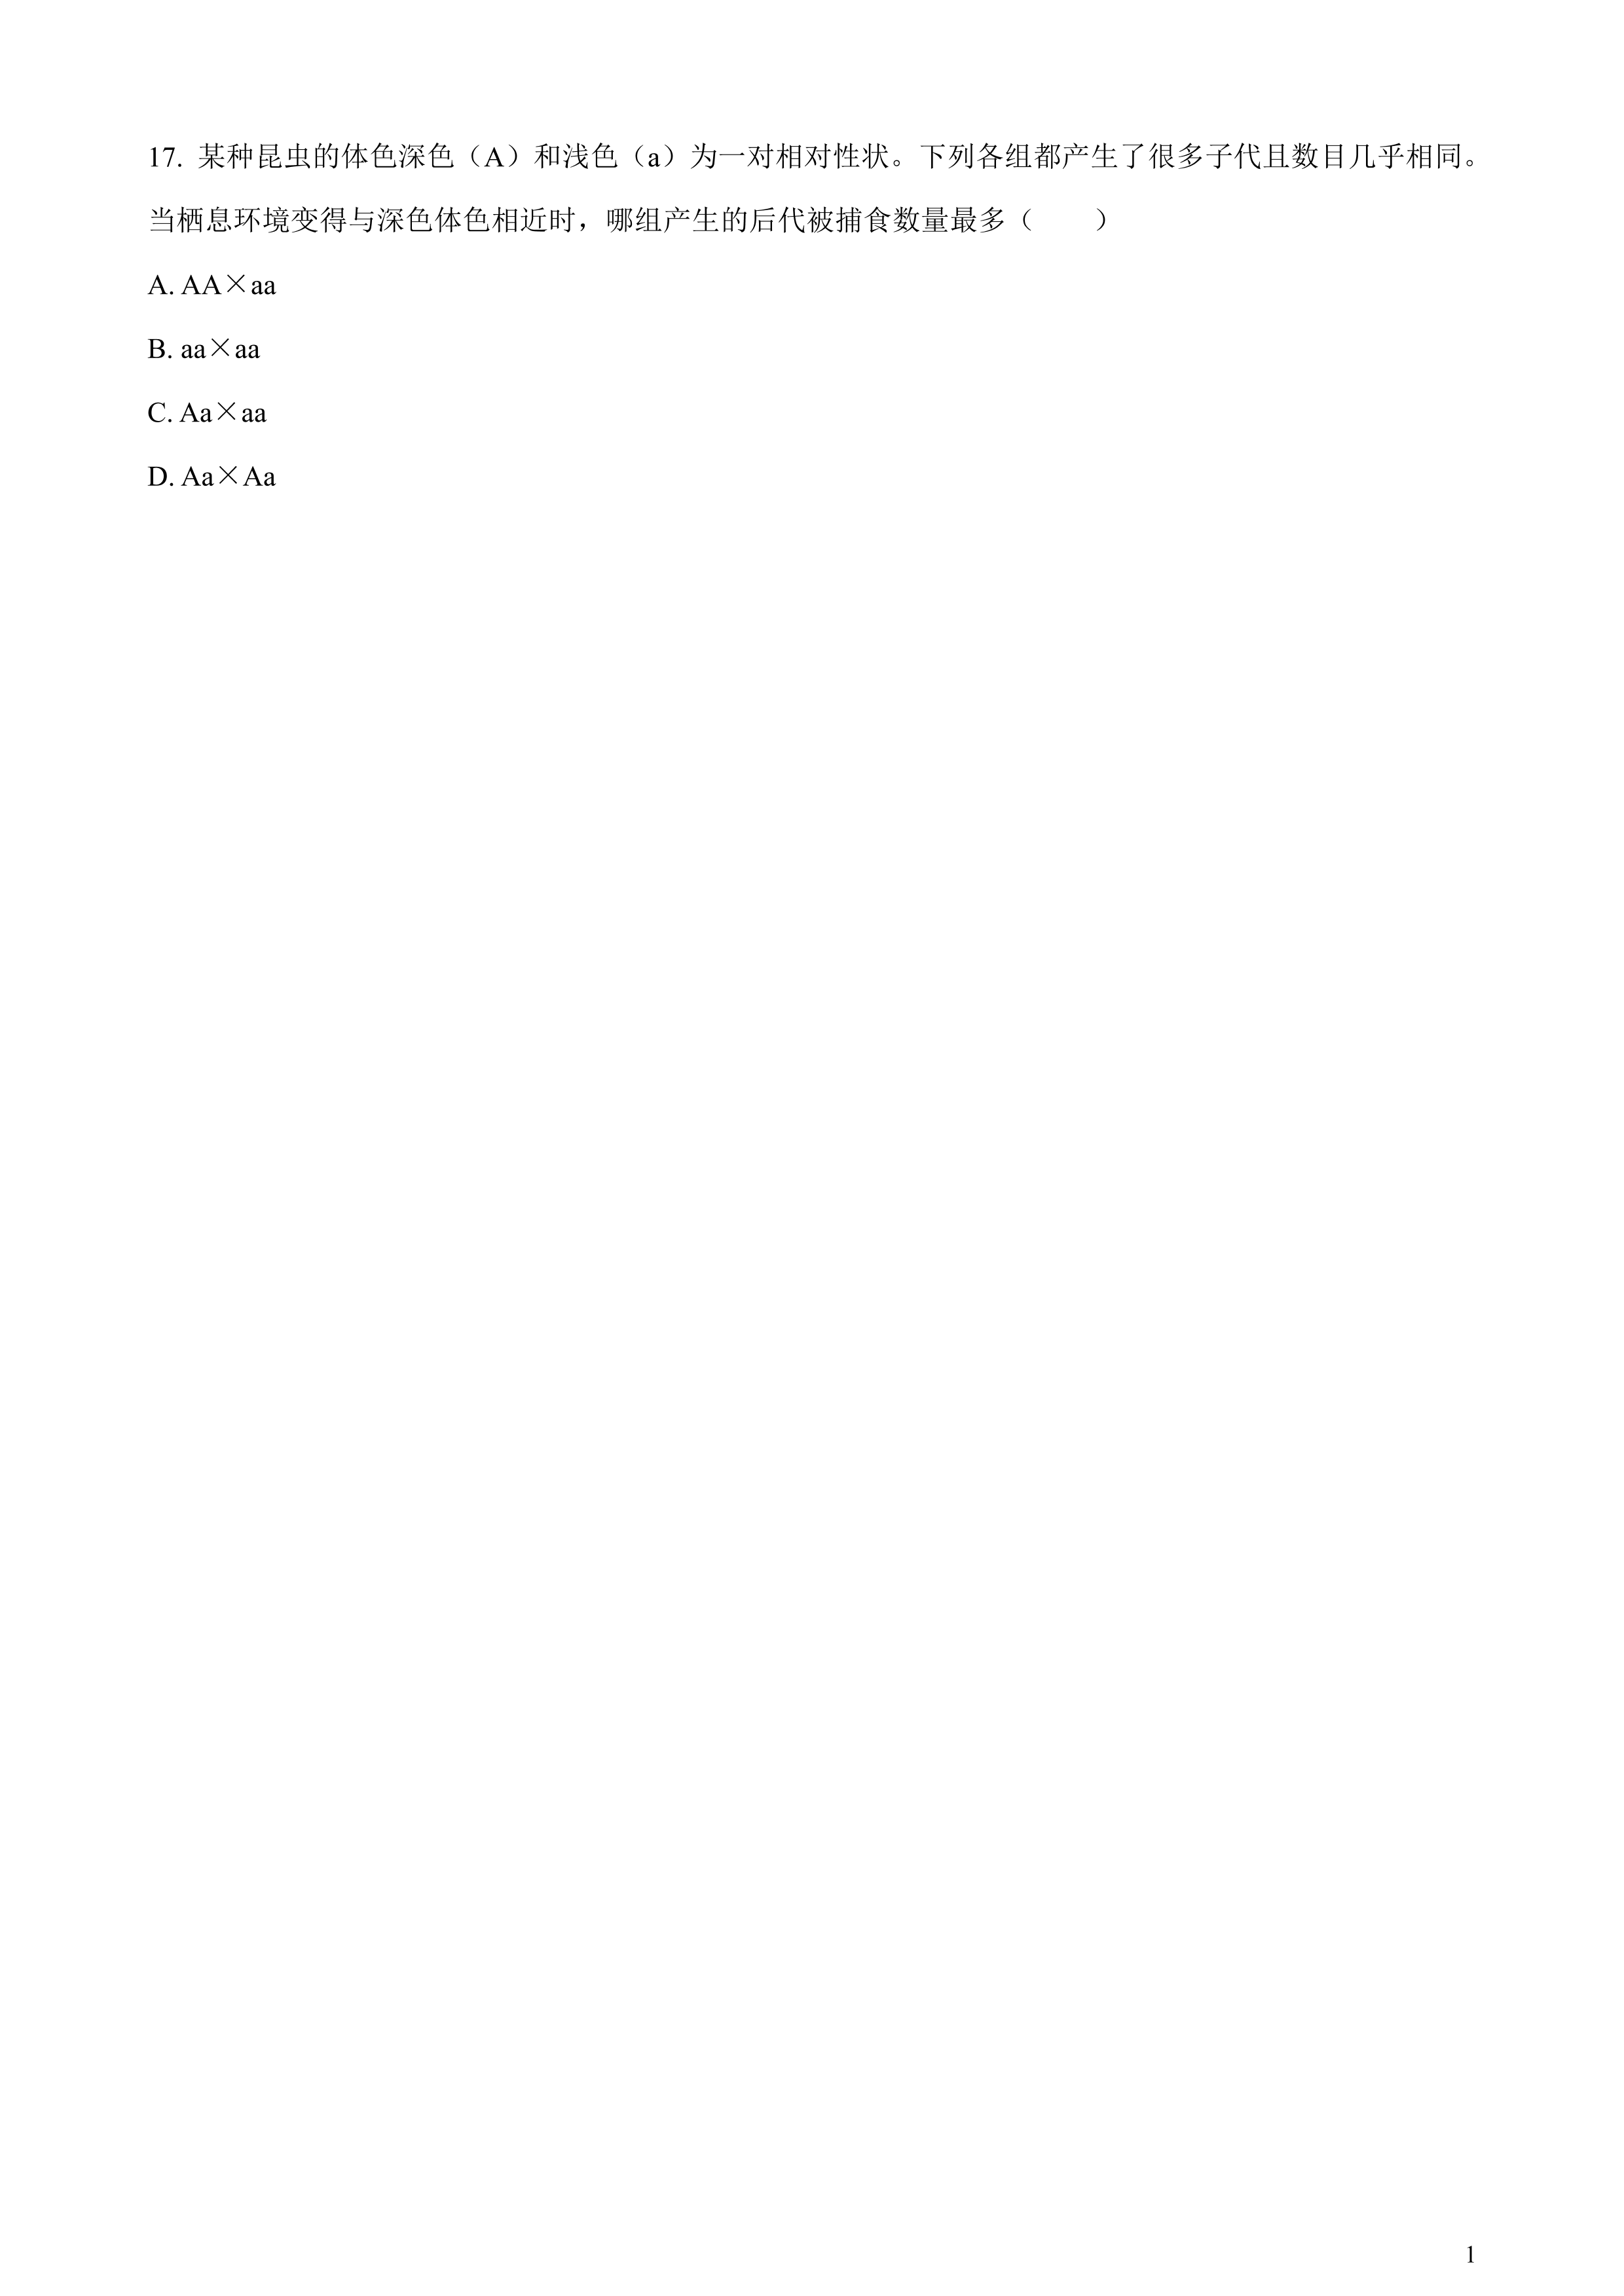 17. 某种昆虫的体色深色（A）和浅色（a）为一对相对性状。下列各组都产生了很多子代且数目几乎相同。
当栖息环境变得与深色体色相近时，哪组产生的后代被捕食数量最多（　　）
A. AA×aa
B. aa×aa
C. Aa×aa
D. Aa×Aa
1